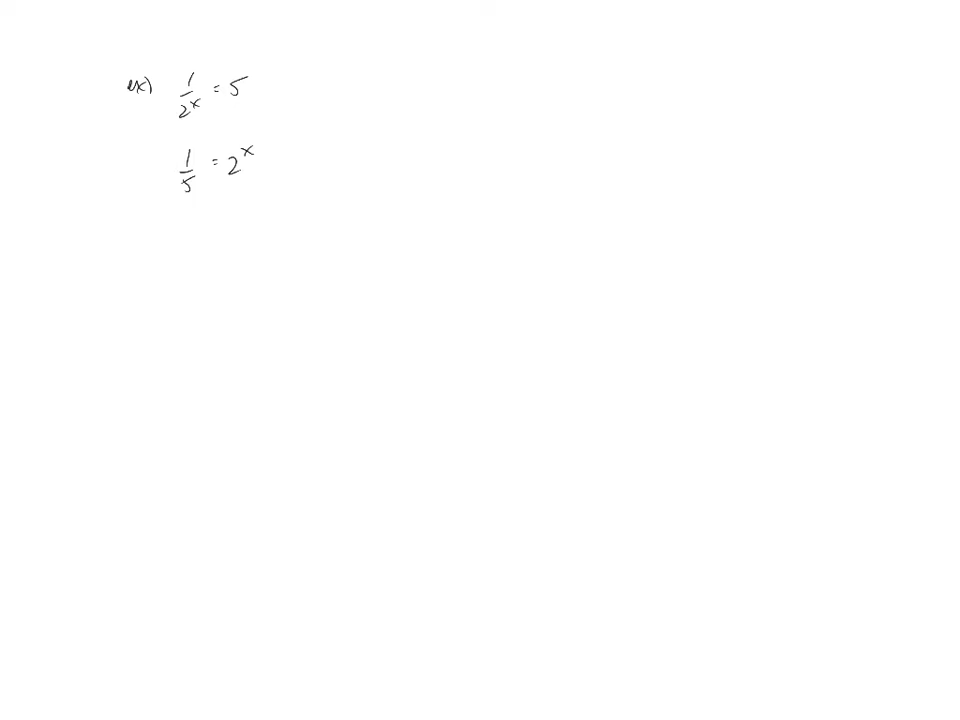 ex) 1/2^x = 5
1/5 = 2^x